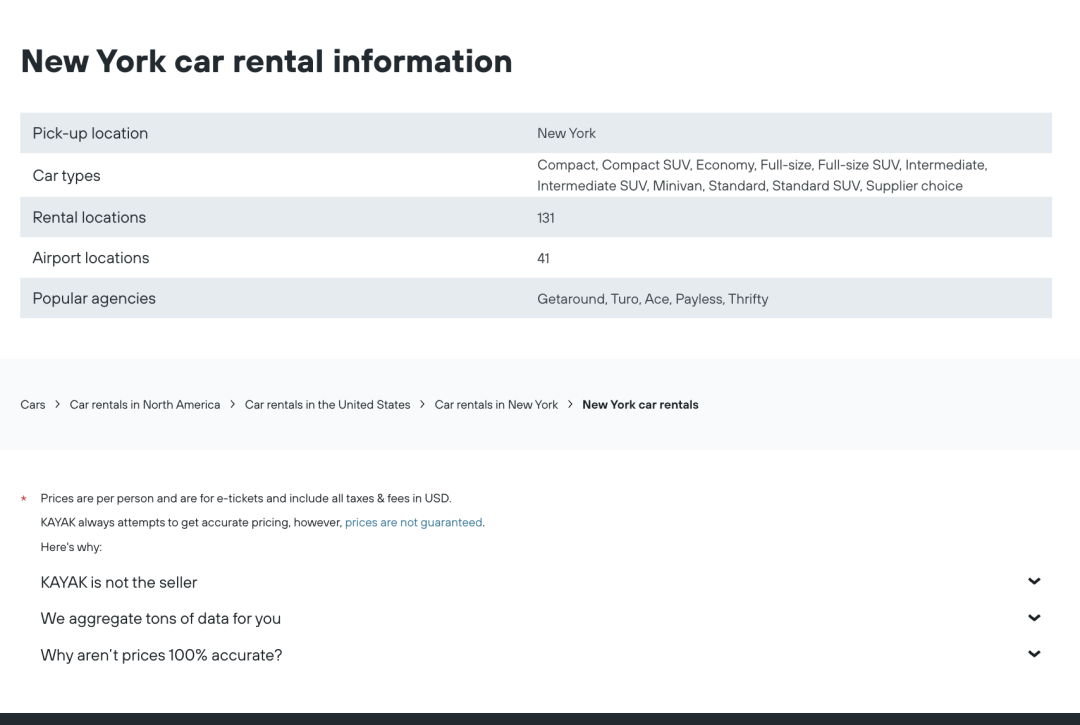 New York car rental information
Pick-up location
New York
Car types
Compact, Compact SUV, Economy, Full-size, Full-size SUV, Intermediate,
Intermediate SUV, Minivan, Standard, Standard SUV, Supplier choice
Rental locations
131
Airport locations
41
Popular agencies
Getaround, Turo, Ace, Payless, Thrifty
Cars > Car rentals in North America > Car rentals in the United States > Car rentals in New York > New York car rentals
* Prices are per person and are for e-tickets and include all taxes & fees in USD.
KAYAK always attempts to get accurate pricing, however, prices are not guaranteed.
Here's why:
KAYAK is not the seller
We aggregate tons of data for you
Why aren't prices 100% accurate?